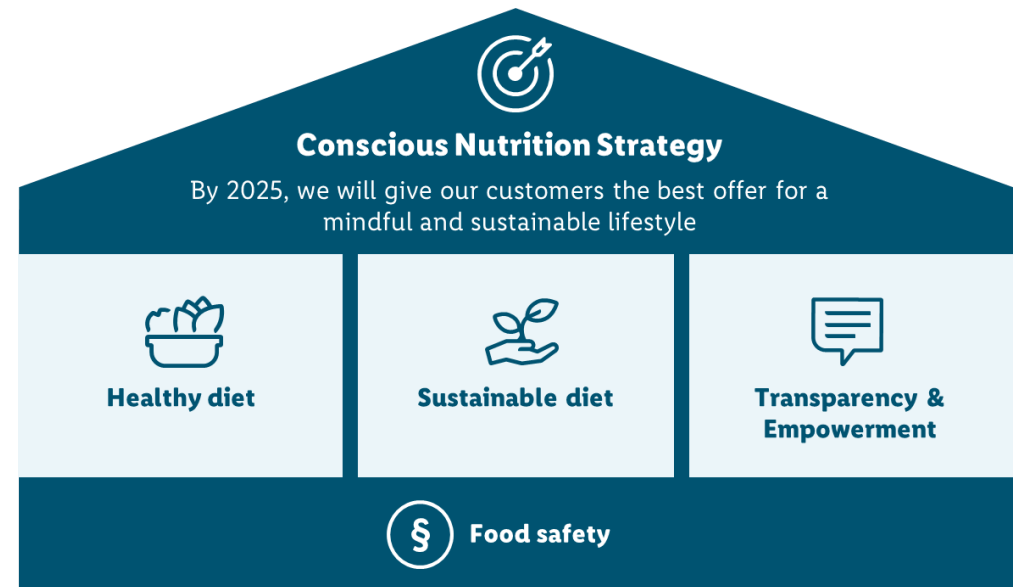 Conscious Nutrition Strategy
By 2025, we will give our customers the best offer for a
mindful and sustainable lifestyle
Healthy diet
Sustainable diet
Transparency &
Empowerment
§ Food safety